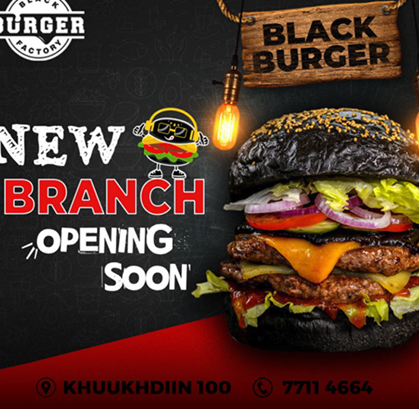 BLACK
BURGER
FACTORY
BLACK
BURGER
NEW
BRANCH
OPENING
SOON
KHUUKHDIIN 100
7711 4664